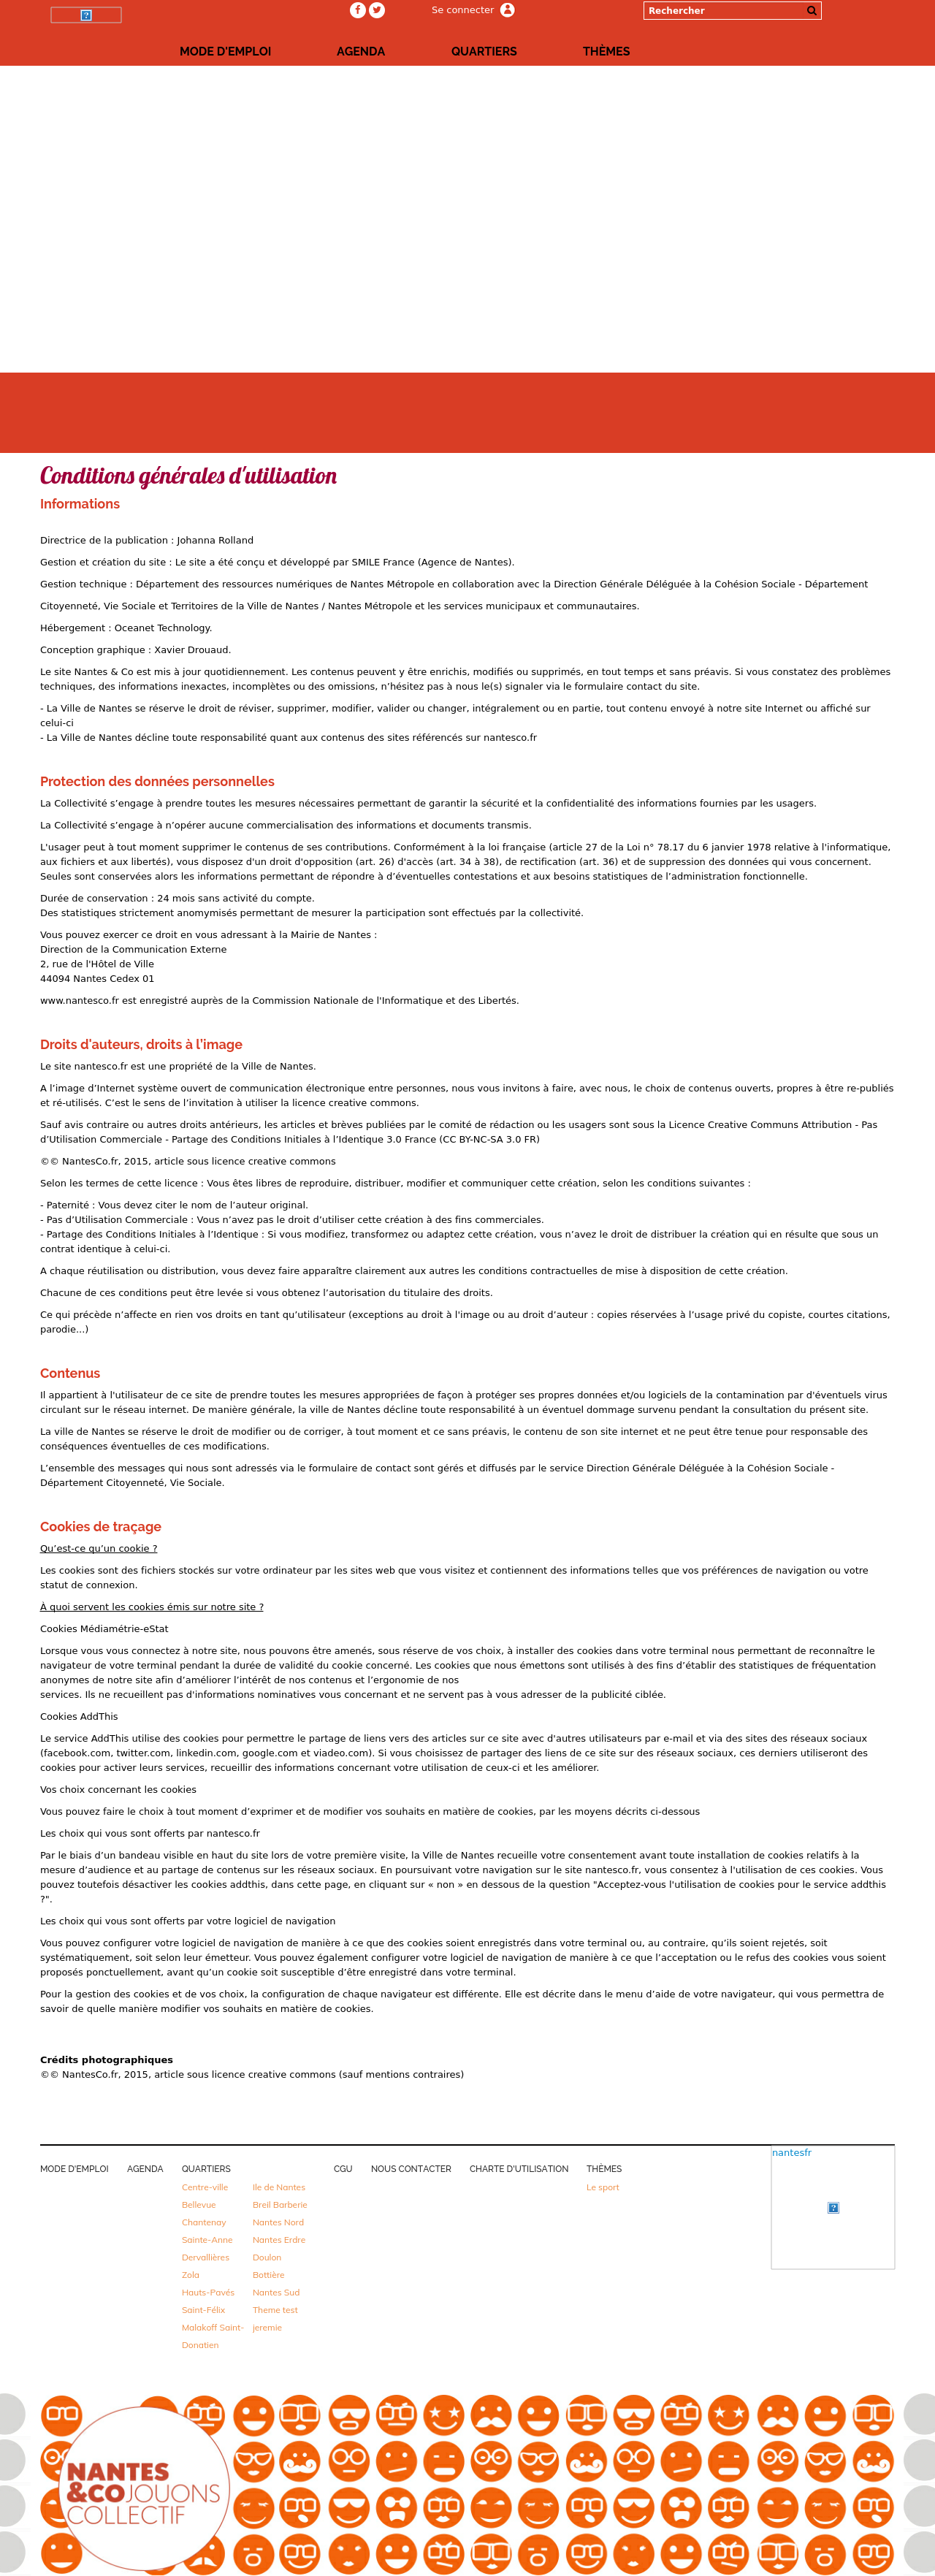 Se connecter
Rechercher
MODE D'EMPLOI
AGENDA
QUARTIERS
THÈMES
Conditions générales d'utilisation
Informations
Directrice de la publication : Johanna Rolland
Gestion et création du site : Le site a été conçu et développé par SMILE France (Agence de Nantes).
Gestion technique : Département des ressources numériques de Nantes Métropole en collaboration avec la Direction Générale Déléguée à la Cohésion Sociale - Département
Citoyenneté, Vie Sociale et Territoires de la Ville de Nantes / Nantes Métropole et les services municipaux et communautaires.
Hébergement : Oceanet Technology.
Conception graphique : Xavier Drouaud.
Le site Nantes & Co est mis à jour quotidiennement. Les contenus peuvent y être enrichis, modifiés ou supprimés, en tout temps et sans préavis. Si vous constatez des problèmes
techniques, des informations inexactes, incomplètes ou des omissions, n’hésitez pas à nous le(s) signaler via le formulaire contact du site.
- La Ville de Nantes se réserve le droit de réviser, supprimer, modifier, valider ou changer, intégralement ou en partie, tout contenu envoyé à notre site Internet ou affiché sur
celui-ci
- La Ville de Nantes décline toute responsabilité quant aux contenus des sites référencés sur nantesco.fr
Protection des données personnelles
La Collectivité s’engage à prendre toutes les mesures nécessaires permettant de garantir la sécurité et la confidentialité des informations fournies par les usagers.
La Collectivité s’engage à n’opérer aucune commercialisation des informations et documents transmis.
L'usager peut à tout moment supprimer le contenus de ses contributions. Conformément à la loi française (article 27 de la Loi n° 78.17 du 6 janvier 1978 relative à l'informatique,
aux fichiers et aux libertés), vous disposez d'un droit d'opposition (art. 26) d'accès (art. 34 à 38), de rectification (art. 36) et de suppression des données qui vous concernent.
Seules sont conservées alors les informations permettant de répondre à d’éventuelles contestations et aux besoins statistiques de l’administration fonctionnelle.
Durée de conservation : 24 mois sans activité du compte.
Des statistiques strictement anomymisés permettant de mesurer la participation sont effectués par la collectivité.
Vous pouvez exercer ce droit en vous adressant à la Mairie de Nantes :
Direction de la Communication Externe
2, rue de l'Hôtel de Ville
44094 Nantes Cedex 01
www.nantesco.fr est enregistré auprès de la Commission Nationale de l'Informatique et des Libertés.
Droits d’auteurs, droits à l’image
Le site nantesco.fr est une propriété de la Ville de Nantes.
A l’image d’Internet système ouvert de communication électronique entre personnes, nous vous invitons à faire, avec nous, le choix de contenus ouverts, propres à être re-publiés
et ré-utilisés. C’est le sens de l’invitation à utiliser la licence creative commons.
Sauf avis contraire ou autres droits antérieurs, les articles et brèves publiées par le comité de rédaction ou les usagers sont sous la Licence Creative Communs Attribution - Pas
d’Utilisation Commerciale - Partage des Conditions Initiales à l’Identique 3.0 France (CC BY-NC-SA 3.0 FR)
©© NantesCo.fr, 2015, article sous licence creative commons
Selon les termes de cette licence : Vous êtes libres de reproduire, distribuer, modifier et communiquer cette création, selon les conditions suivantes :
- Paternité : Vous devez citer le nom de l’auteur original.
- Pas d’Utilisation Commerciale : Vous n’avez pas le droit d’utiliser cette création à des fins commerciales.
- Partage des Conditions Initiales à l’Identique : Si vous modifiez, transformez ou adaptez cette création, vous n’avez le droit de distribuer la création qui en résulte que sous un
contrat identique à celui-ci.
A chaque réutilisation ou distribution, vous devez faire apparaître clairement aux autres les conditions contractuelles de mise à disposition de cette création.
Chacune de ces conditions peut être levée si vous obtenez l’autorisation du titulaire des droits.
Ce qui précède n’affecte en rien vos droits en tant qu’utilisateur (exceptions au droit à l'image ou au droit d’auteur : copies réservées à l’usage privé du copiste, courtes citations,
parodie...)
Contenus
Il appartient à l'utilisateur de ce site de prendre toutes les mesures appropriées de façon à protéger ses propres données et/ou logiciels de la contamination par d'éventuels virus
circulant sur le réseau internet. De manière générale, la ville de Nantes décline toute responsabilité à un éventuel dommage survenu pendant la consultation du présent site.
La ville de Nantes se réserve le droit de modifier ou de corriger, à tout moment et ce sans préavis, le contenu de son site internet et ne peut être tenue pour responsable des
conséquences éventuelles de ces modifications.
L’ensemble des messages qui nous sont adressés via le formulaire de contact sont gérés et diffusés par le service Direction Générale Déléguée à la Cohésion Sociale -
Département Citoyenneté, Vie Sociale.
Cookies de traçage
Qu’est-ce qu’un cookie ?
Les cookies sont des fichiers stockés sur votre ordinateur par les sites web que vous visitez et contiennent des informations telles que vos préférences de navigation ou votre
statut de connexion.
À quoi servent les cookies émis sur notre site ?
Cookies Médiamétrie-eStat
Lorsque vous vous connectez à notre site, nous pouvons être amenés, sous réserve de vos choix, à installer des cookies dans votre terminal nous permettant de reconnaître le
navigateur de votre terminal pendant la durée de validité du cookie concerné. Les cookies que nous émettons sont utilisés à des fins d’établir des statistiques de fréquentation
anonymes de notre site afin d’améliorer l’intérêt de nos contenus et l’ergonomie de nos
services. Ils ne recueillent pas d'informations nominatives vous concernant et ne servent pas à vous adresser de la publicité ciblée.
Cookies AddThis
Le service AddThis utilise des cookies pour permettre le partage de liens vers des articles sur ce site avec d'autres utilisateurs par e-mail et via des sites des réseaux sociaux
(facebook.com, twitter.com, linkedin.com, google.com et viadeo.com). Si vous choisissez de partager des liens de ce site sur des réseaux sociaux, ces derniers utiliseront des
cookies pour activer leurs services, recueillir des informations concernant votre utilisation de ceux-ci et les améliorer.
Vos choix concernant les cookies
Vous pouvez faire le choix à tout moment d’exprimer et de modifier vos souhaits en matière de cookies, par les moyens décrits ci-dessous
Les choix qui vous sont offerts par nantesco.fr
Par le biais d’un bandeau visible en haut du site lors de votre première visite, la Ville de Nantes recueille votre consentement avant toute installation de cookies relatifs à la
mesure d’audience et au partage de contenus sur les réseaux sociaux. En poursuivant votre navigation sur le site nantesco.fr, vous consentez à l'utilisation de ces cookies. Vous
pouvez toutefois désactiver les cookies addthis, dans cette page, en cliquant sur « non » en dessous de la question "Acceptez-vous l'utilisation de cookies pour le service addthis
?".
Les choix qui vous sont offerts par votre logiciel de navigation
Vous pouvez configurer votre logiciel de navigation de manière à ce que des cookies soient enregistrés dans votre terminal ou, au contraire, qu’ils soient rejetés, soit
systématiquement, soit selon leur émetteur. Vous pouvez également configurer votre logiciel de navigation de manière à ce que l’acceptation ou le refus des cookies vous soient
proposés ponctuellement, avant qu’un cookie soit susceptible d’être enregistré dans votre terminal.
Pour la gestion des cookies et de vos choix, la configuration de chaque navigateur est différente. Elle est décrite dans le menu d’aide de votre navigateur, qui vous permettra de
savoir de quelle manière modifier vos souhaits en matière de cookies.
Crédits photographiques
©© NantesCo.fr, 2015, article sous licence creative commons (sauf mentions contraires)
MODE D'EMPLOI
AGENDA
QUARTIERS
Centre-ville
Bellevue
Chantenay
Sainte-Anne
Dervallières
Zola
Hauts-Pavés
Saint-Félix
Malakoff Saint-
Donatien
Ile de Nantes
Breil Barberie
Nantes Nord
Nantes Erdre
Doulon
Bottière
Nantes Sud
Theme test
jeremie
CGU
NOUS CONTACTER
CHARTE D'UTILISATION
THÈMES
Le sport
nantesfr
NANTES
&COJOUONS
COLLECTIF